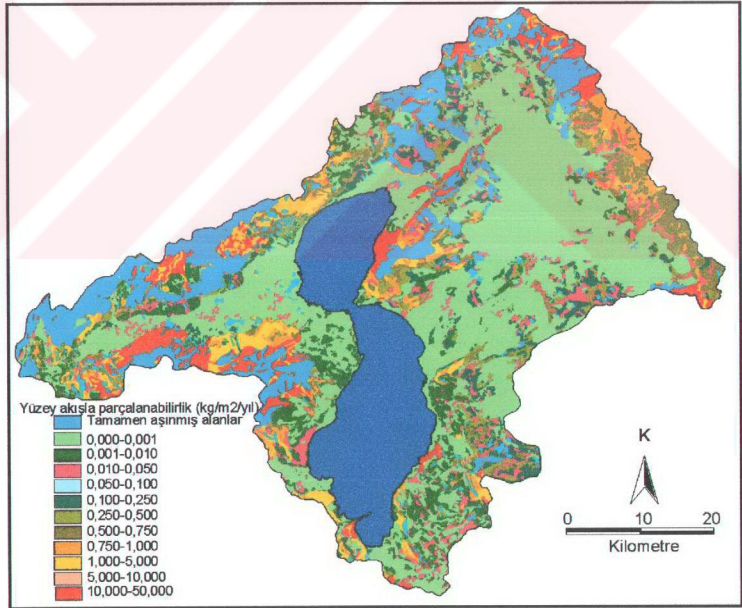 Yüzey akışla parçalanabilirlik (kg/m2/yıl)
Tamamen aşınmış alanlar
0,000-0,001
0,001-0,010
0,010-0,050
0,050-0,100
0,100-0,250
0,250-0,500
0,500-0,750
0,750-1,000
1,000-5,000
5,000-10,000
10,000-50,000
K
0 10 20
Kilometre